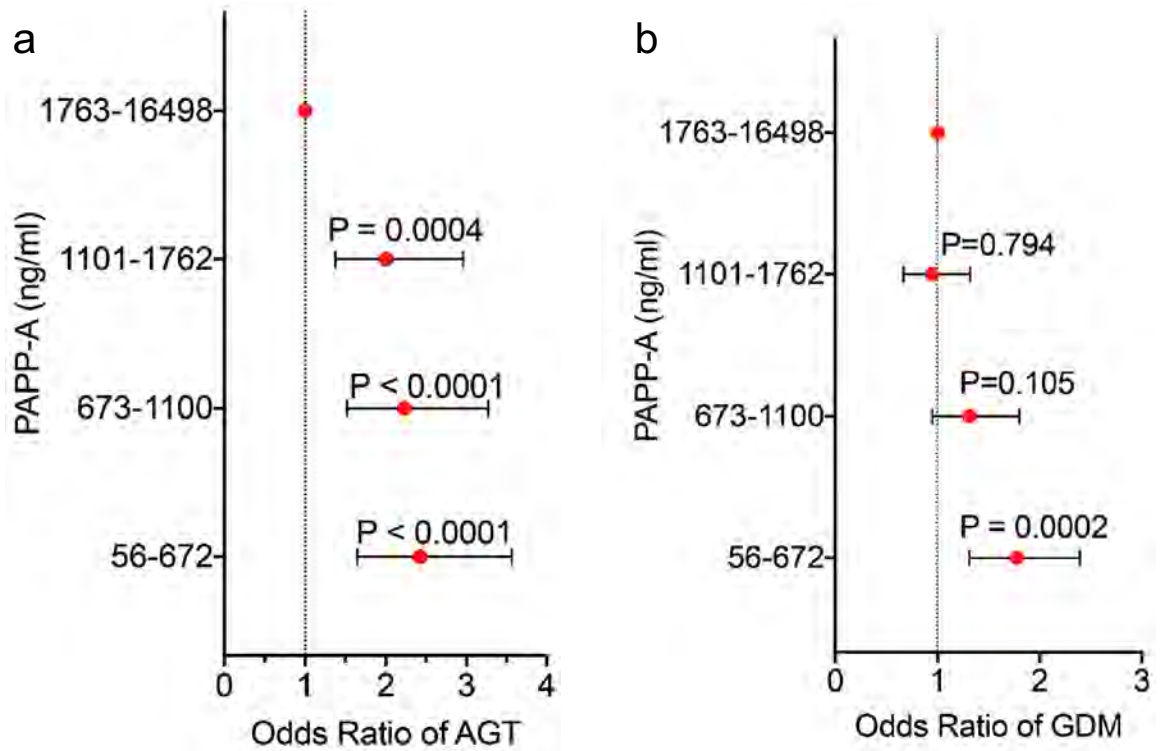 a
PAPP-A (ng/ml)
1763-16498
1101-1762
673-1100
56-672
P = 0.0004
P < 0.0001
P < 0.0001
0 1 2 3 4
Odds Ratio of AGT
b
PAPP-A (ng/ml)
1763-16498
1101-1762
673-1100
56-672
P=0.794
P=0.105
P = 0.0002
0 1 2 3
Odds Ratio of GDM